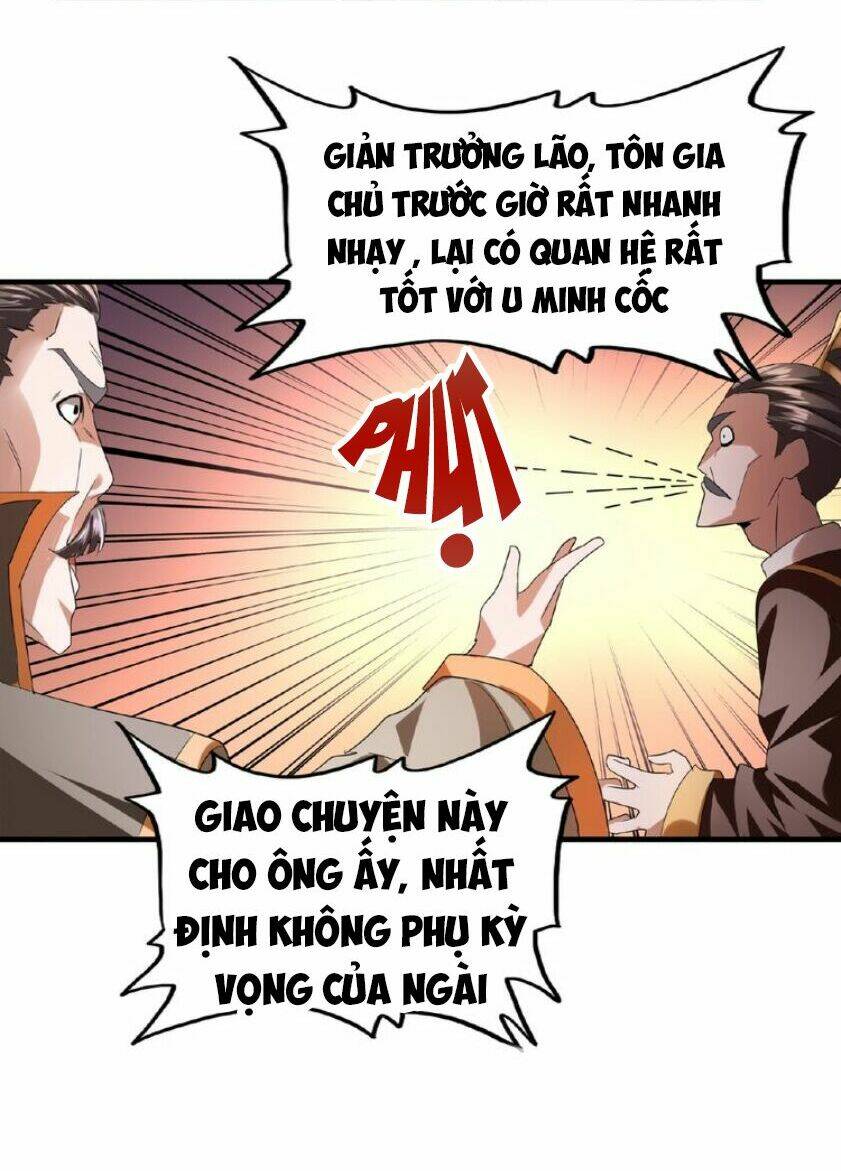 GIẢN TRƯỞNG LÃO, TÔN GIA
CHỦ TRƯỚC GIỜ RẤT NHANH
NHẠY , LẠI CÓ QUAN HỆ RẤT
TỐT VỚI U MINH CỐC
PHỤT
GIAO CHUYỆN NÀY
CHO ÔNG ẤY, NHẤT
ĐỊNH KHÔNG PHỤ KỲ
VỌNG CỦA NGÀI